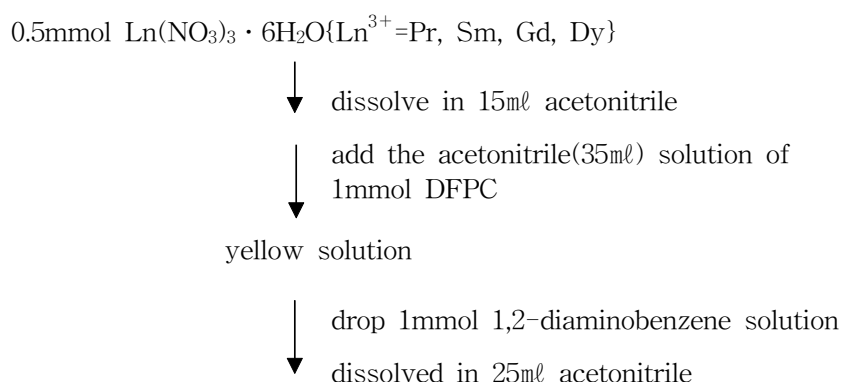 0.5mmol Ln(NO₃)₃・6H₂O{Ln³⁺=Pr, Sm, Gd, Dy}
dissolve in 15㎖ acetonitrile
add the acetonitrile(35㎖) solution of
1mmol DFPC
yellow solution
drop 1mmol 1,2-diaminobenzene solution
dissolved in 25㎖ acetonitrile